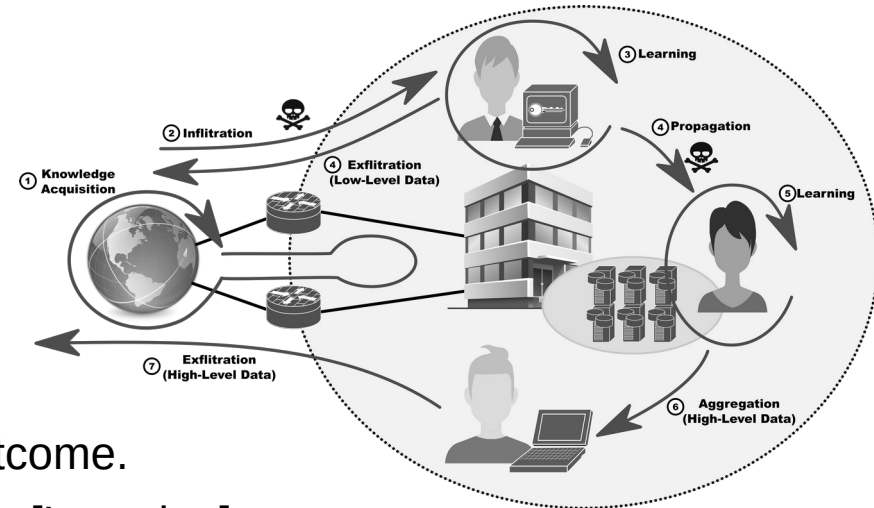 ③ Learning
② Inflitration
④ Propagation
④ Exflitration
(Low-Level Data)
① Knowledge
Acquisition
⑤ Learning
⑦ Exflitration
(High-Level Data)
⑥ Aggregation
(High-Level Data)
tcome.